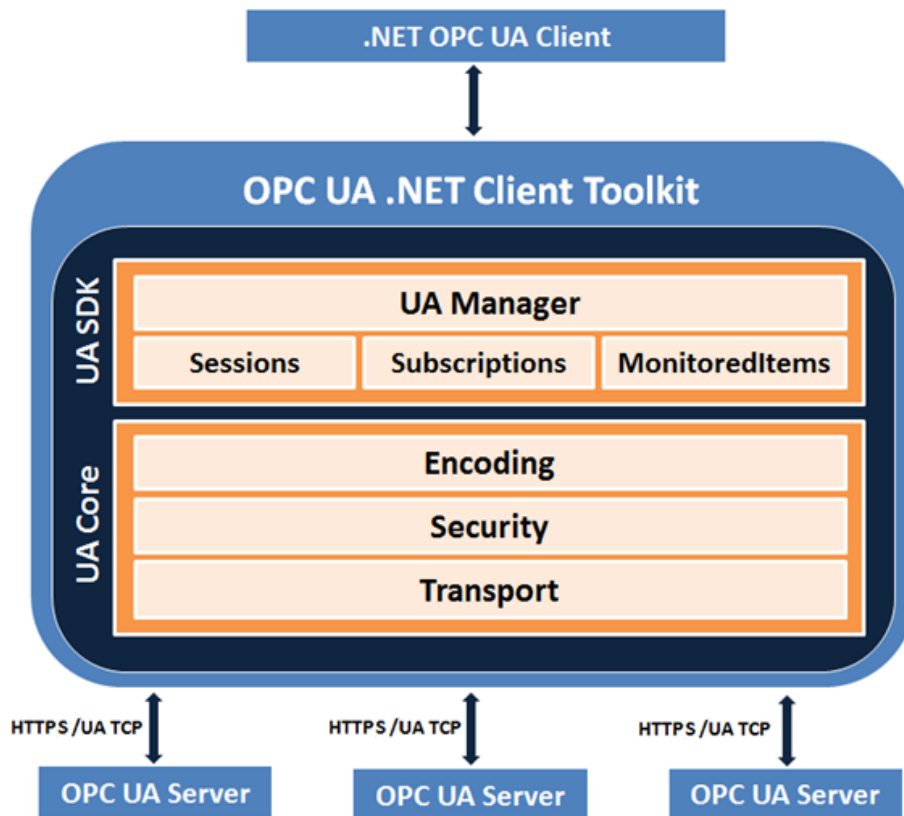 .NET OPC UA Client
OPC UA .NET Client Toolkit
UA SDK
UA Manager
Sessions
Subscriptions
MonitoredItems
UA Core
Encoding
Security
Transport
HTTPS/UA TCP
HTTPS/UA TCP
HTTPS/UA TCP
OPC UA Server
OPC UA Server
OPC UA Server